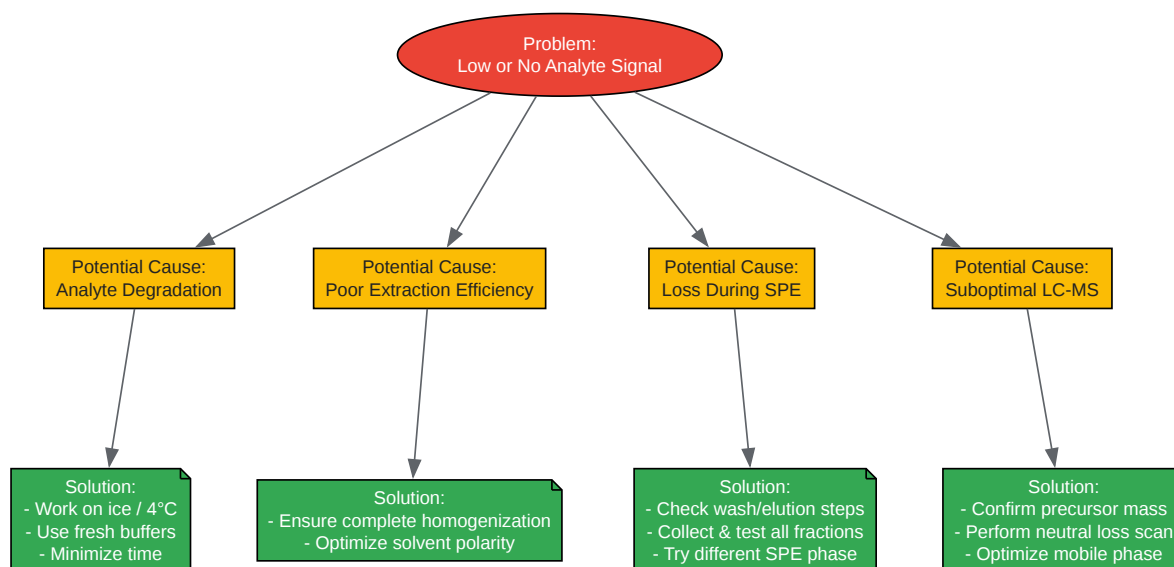 Problem:
Low or No Analyte Signal
Potential Cause:
Analyte Degradation
Potential Cause:
Poor Extraction Efficiency
Potential Cause:
Loss During SPE
Potential Cause:
Suboptimal LC-MS
Solution:
- Work on ice / 4°C
- Use fresh buffers
- Minimize time
Solution:
- Ensure complete homogenization
- Optimize solvent polarity
Solution:
- Check wash/elution steps
- Collect & test all fractions
- Try different SPE phase
Solution:
- Confirm precursor mass
- Perform neutral loss scan
- Optimize mobile phase